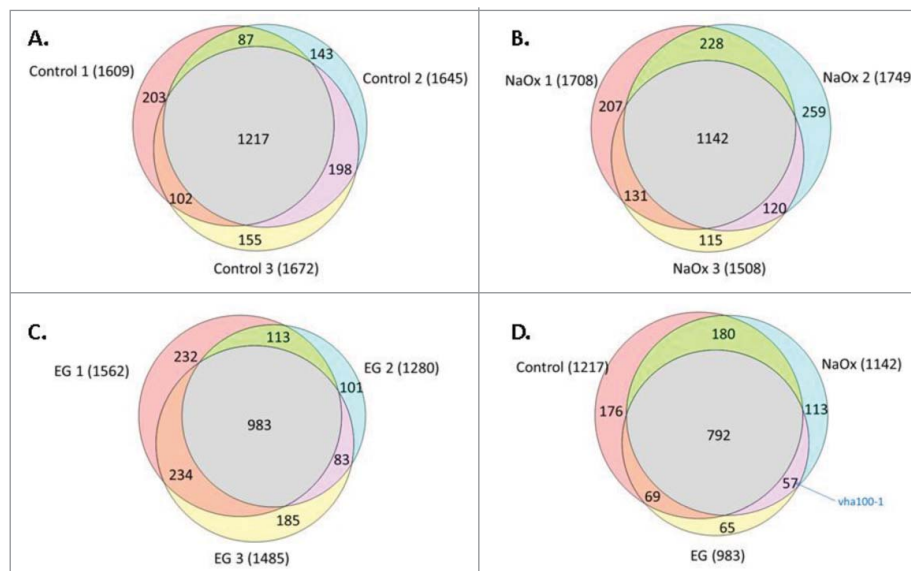 A.
87
143
Control 1 (1609)
Control 2 (1645)
203
1217
198
102
155
Control 3 (1672)
B.
228
NaOx 1 (1708)
NaOx 2 (1749)
207
259
1142
131
120
115
NaOx 3 (1508)
C.
113
232
EG 1 (1562)
EG 2 (1280)
101
983
83
234
185
EG 3 (1485)
D.
180
Control (1217)
NaOx (1142)
176
113
792
57
69
vha100-1
65
EG (983)